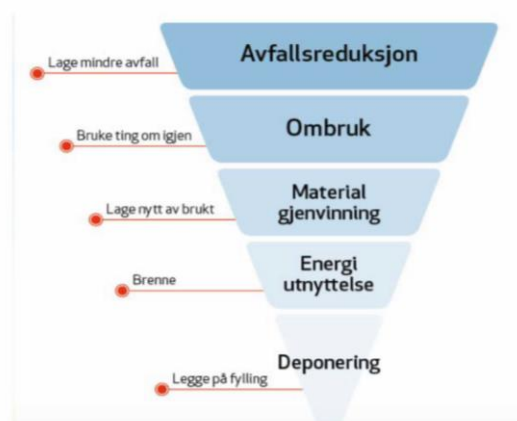 Avfallsreduksjon
Lage mindre avfall
Ombruk
Bruke ting om igjen
Material
gjenvinning
Lage nytt av brukt
Energi
utnyttelse
Brenne
Deponering
Legge på fylling